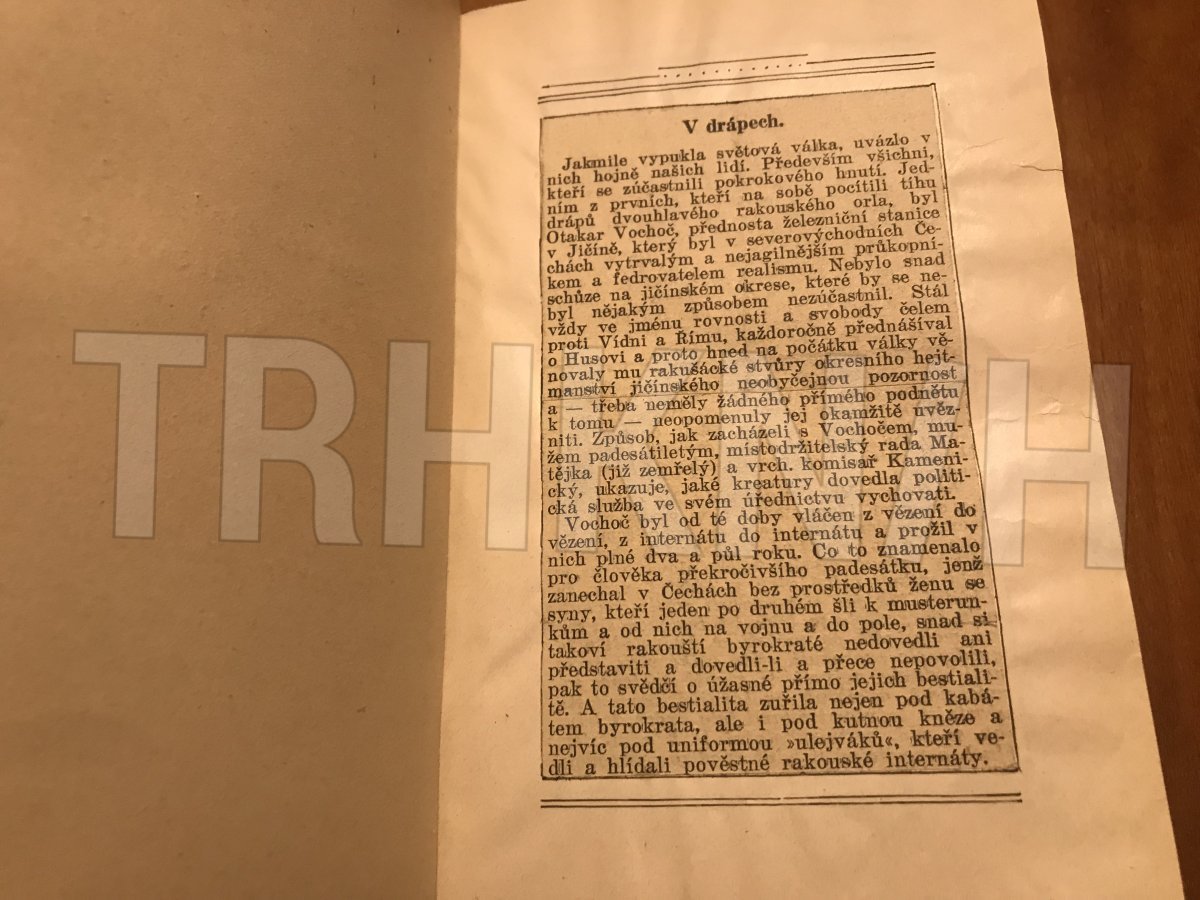 V drápech.
Jakmile vypukla světová válka, uvázlo v
nich hojně našich lidí. Především všichni,
kteří se zúčastnili pokrokového hnutí. Jed-
ním z prvních, kteří na sobě pocítili tíhu
drápů dvouhlavého rakouského orla, byl
Otakar Vochoč, přednosta železniční stanice
v Jičíně, který byl v severovýchodních Če-
chách vytrvalým a nejagilnějším průkopní-
kem a fedrovatelem realismu. Nebylo snad
schůze na jičínském okrese, které by se ne-
byl nějakým způsobem nezúčastnil. Stál
vždy ve jménu rovnosti a svobody čelem
proti Vídni a Římu, každoročně přednášíval
o Husovi a proto hned na počátku války vě-
novaly mu rakušácké stvůry okresního hejt-
manství jičínského neobyčejnou pozornost
a — třeba neměly žádného přímého podnětu
k tomu — neopomenuly jej okamžitě uvěz-
niti. Způsob, jak zacházeli s Vochočem, mu-
žem padesátiletým, místodržitelský rada Ma-
tějka (již zemřelý) a vrch. komisař Kamenic-
ký, ukazuje, jaké kreatury dovedla politi-
cká služba ve svém úřednictvu vychovati.
Vochoč byl od té doby vláčen z vězení do
vězení, z internátu do internátu a prožil v
nich plné dva a půl roku. Co to znamenalo
pro člověka překročivšího padesátku, jenž
zanechal v Čechách bez prostředků ženu se
syny, kteří jeden po druhém šli k musterun-
kům a od nich na vojnu a do pole, snad si
takoví rakouští byrokraté nedovedli ani
představiti a dovedli-li a přece nepovolili,
pak to svědčí o úžasné přímo jejich bestiali-
tě. A tato bestialita zuřila nejen pod kabá-
tem byrokrata, ale i pod kutnou kněze a
nejvíc pod uniformou »ulejváků«, kteří ve-
dli a hlídali pověstné rakouské internáty.
TRHKNIH